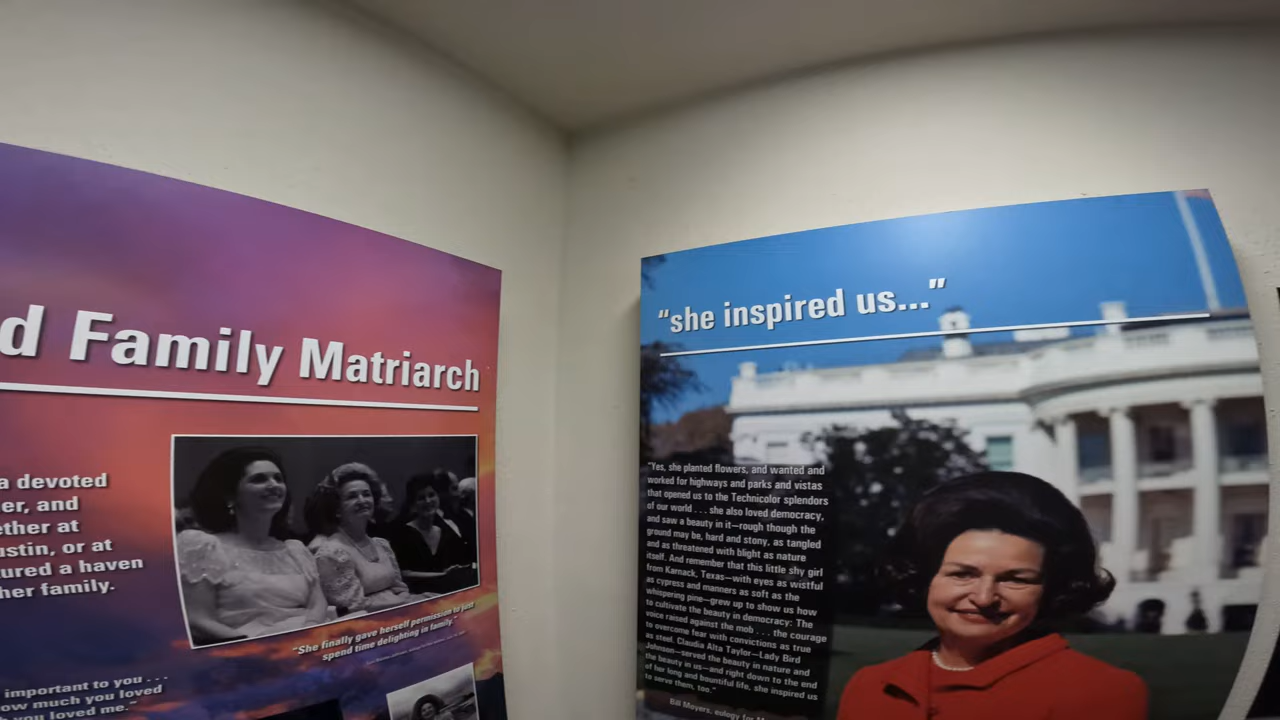 d Family Matriarch
a devoted
er, and
ether at
ustin, or at
ured a haven
her family.
"She finally gave herself permission to just
spend time delighting in family."
important to you . . .
ow much you loved
you loved me."
"she inspired us..."
"Yes, she planted flowers, and wanted and
worked for highways and parks and vistas
that opened us to the Technicolor splendors
of our world . . . she also loved democracy,
and saw a beauty in it—rough though the
ground may be, hard and stony, as tangled
and as threatened with blight as nature
itself. And remember that this little shy girl
from Karnack, Texas—with eyes as wistful
as cypress and manners as soft as the
whispering pine—grew up to show us how
to cultivate the beauty in democracy: The
voice raised against the mob . . . the courage
to overcome fear with convictions as true
as steel. Claudia Alta Taylor—Lady Bird
Johnson—served the beauty in nature and
the beauty in us—and right down to the end
of her long and bountiful life, she inspired us
to serve them, too."
Bill Moyers, eulogy for